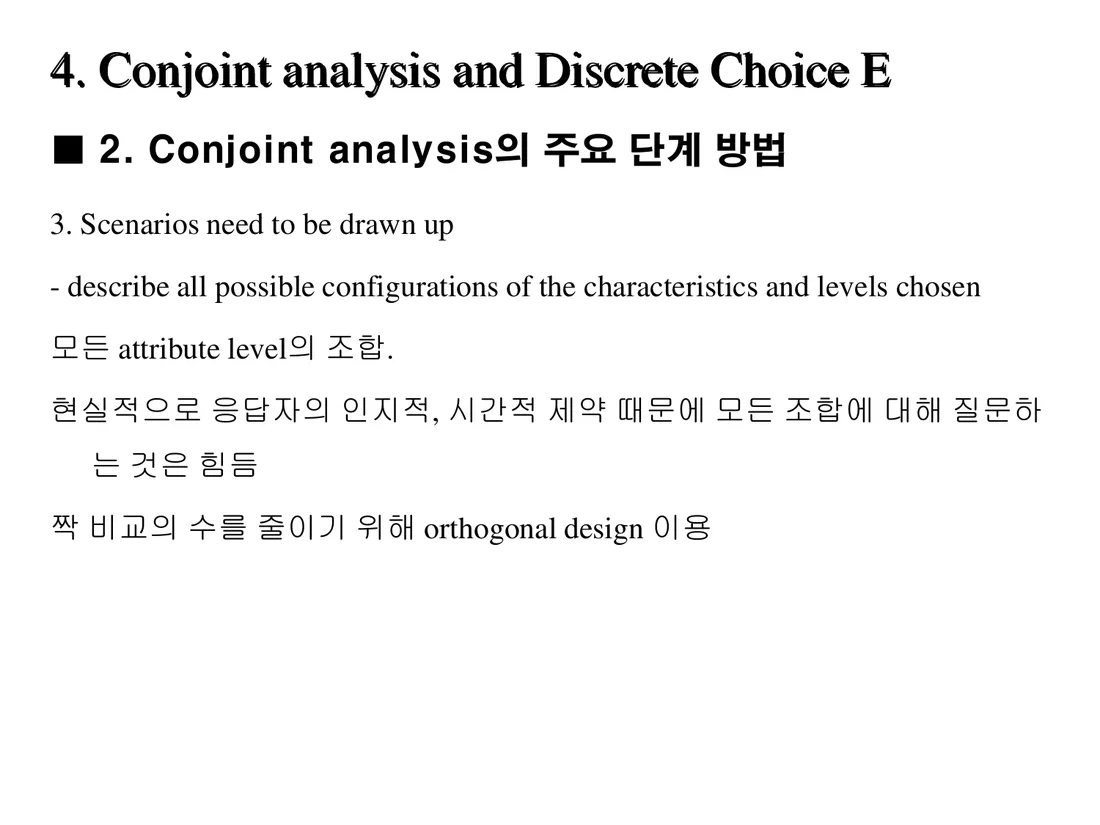 4. Conjoint analysis and Discrete Choice E
■ 2. Conjoint analysis의 주요 단계 방법
3. Scenarios need to be drawn up
- describe all possible configurations of the characteristics and levels chosen
모든 attribute level의 조합.
현실적으로 응답자의 인지적, 시간적 제약 때문에 모든 조합에 대해 질문하
는 것은 힘듬
짝 비교의 수를 줄이기 위해 orthogonal design 이용